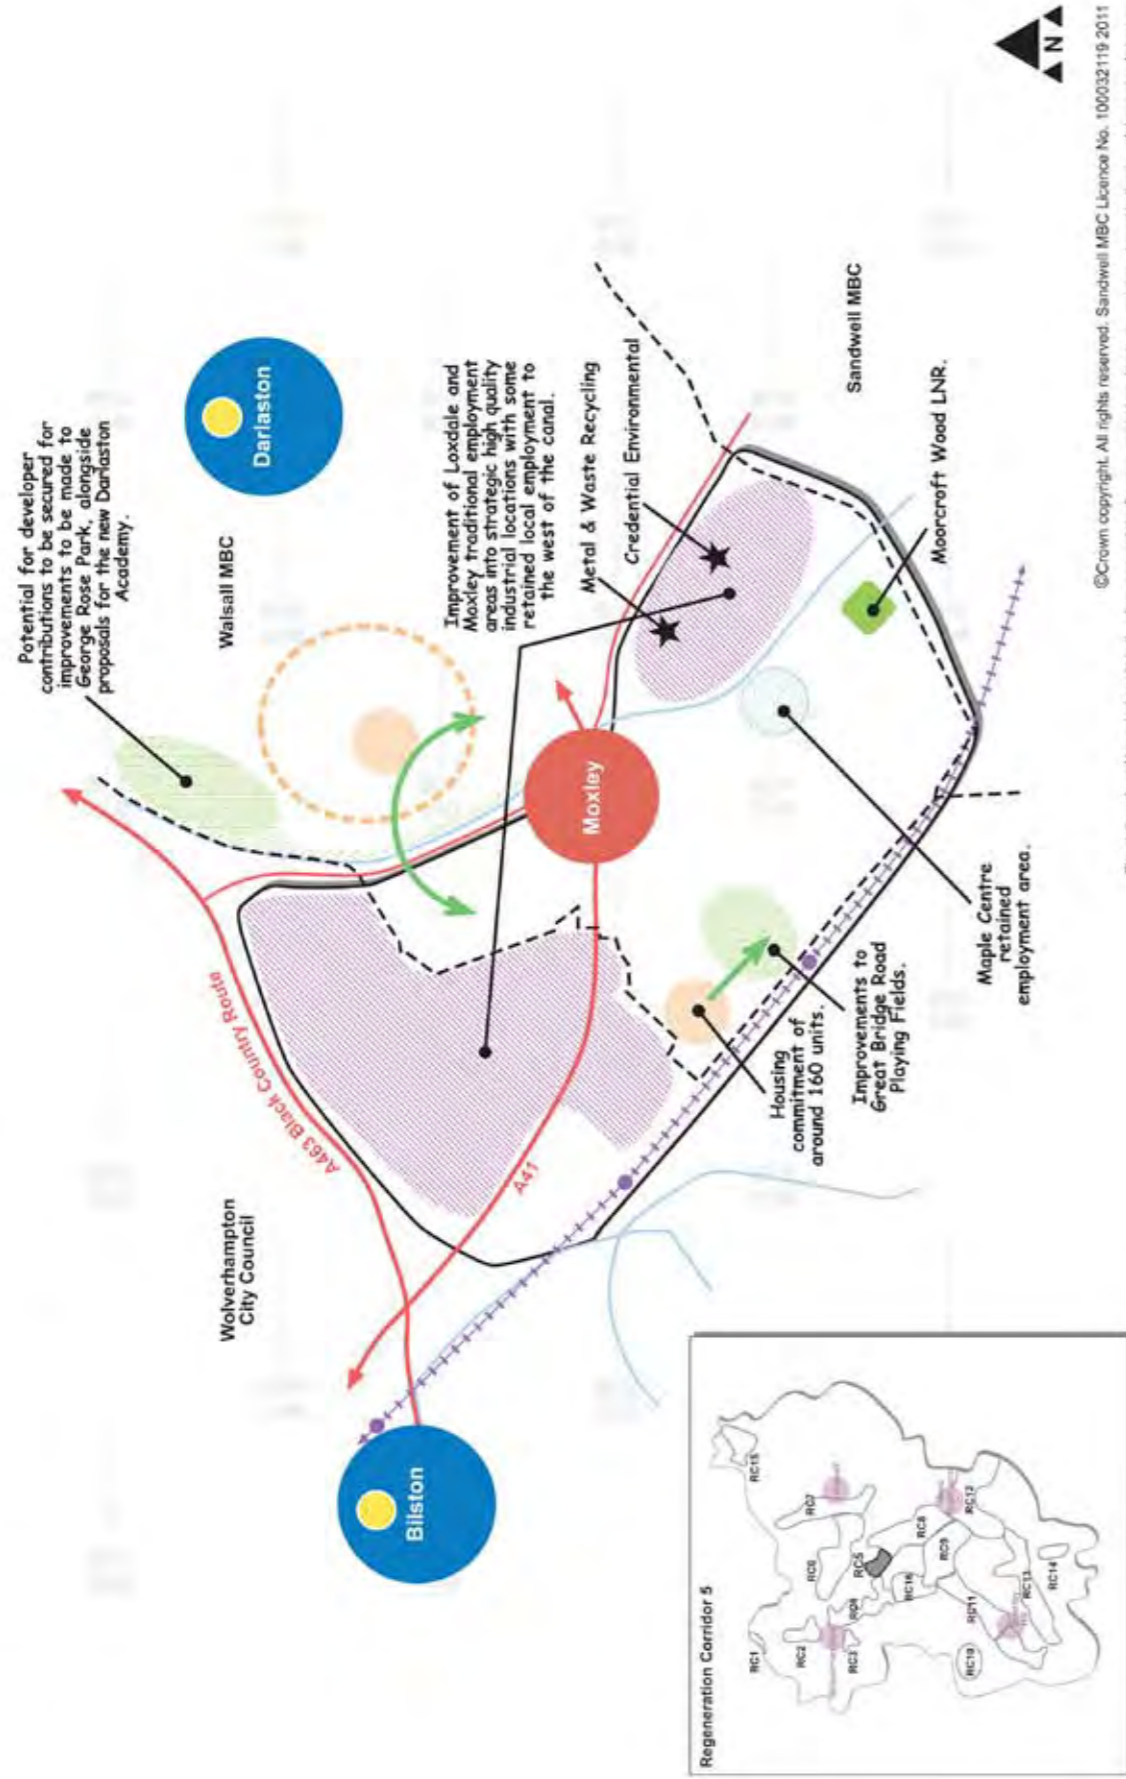 Potential for developer
contributions to be secured for
improvements to be made to
George Rose Park, alongside
proposals for the new Darlaston
Academy.
Darlaston
Walsall MBC
Wolverhampton
City Council
A463 Black Country Route
Improvement of Loxdale and
Moxley traditional employment
areas into strategic high quality
industrial locations with some
retained local employment to
the west of the canal.
Bilston
A41
Moxley
Metal & Waste Recycling
Credential Environmental
Sandwell MBC
Housing
commitment of
around 160 units.
Improvements to
Great Bridge Road
Playing Fields.
Maple Centre
retained
employment area.
Moorcroft Wood LNR.
N
Regeneration Corridor 5
RC1
RC2
RC3
RC4
RC5
RC6
RC7
RC8
RC9
RC10
RC11
RC12
RC13
RC14
RC15
RC16
©Crown copyright. All rights reserved. Sandwell MBC Licence No. 100032119 2011